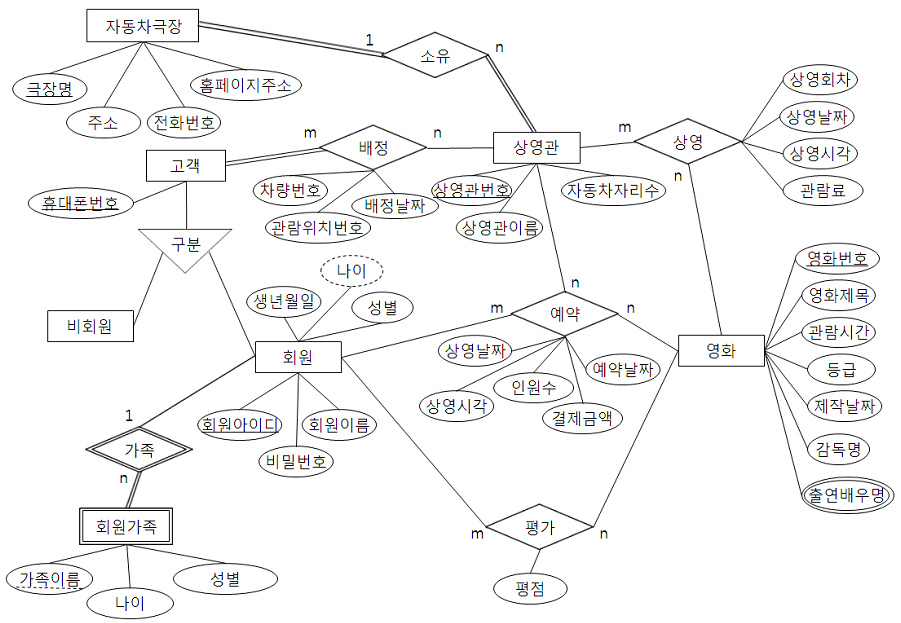 자동차극장
1
n
소유
극장명
홈페이지주소
주소
전화번호
상영회차
상영날짜
상영시각
관람료
m
배정
n
상영관
m
상영
n
고객
휴대폰번호
차량번호
배정날짜
관람위치번호
상영관번호
자동차자리수
상영관이름
구분
비회원
나이
생년월일
성별
회원
회원아이디
회원이름
비밀번호
n
m
예약
n
상영날짜
예약날짜
인원수
상영시각
결제금액
영화
영화번호
영화제목
관람시간
등급
제작날짜
감독명
출연배우명
1
가족
n
회원가족
가족이름
나이
성별
m
평가
n
평점